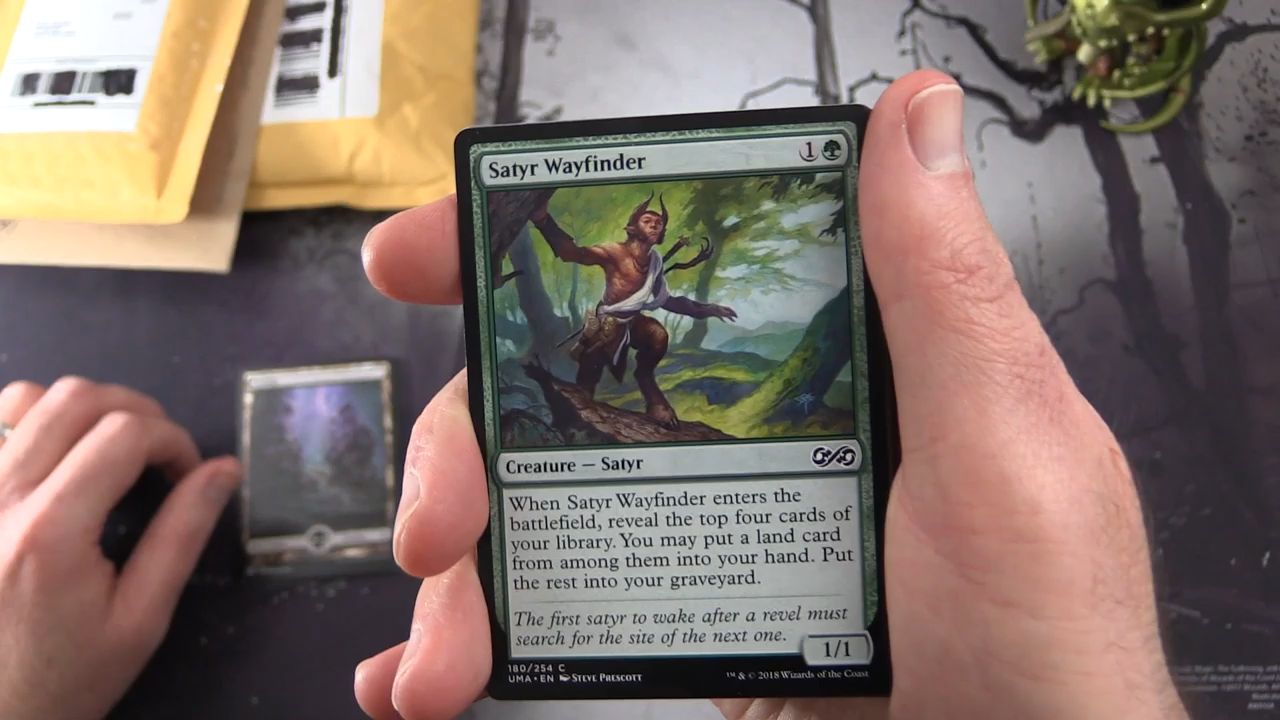 Satyr Wayfinder 1
Creature — Satyr
When Satyr Wayfinder enters the
battlefield, reveal the top four cards of
your library. You may put a land card
from among them into your hand. Put
the rest into your graveyard.
The first satyr to wake after a revel must
search for the site of the next one.
1/1
180/254 C
UMA • EN Steve Prescott
™ & © 2018 Wizards of the Coast